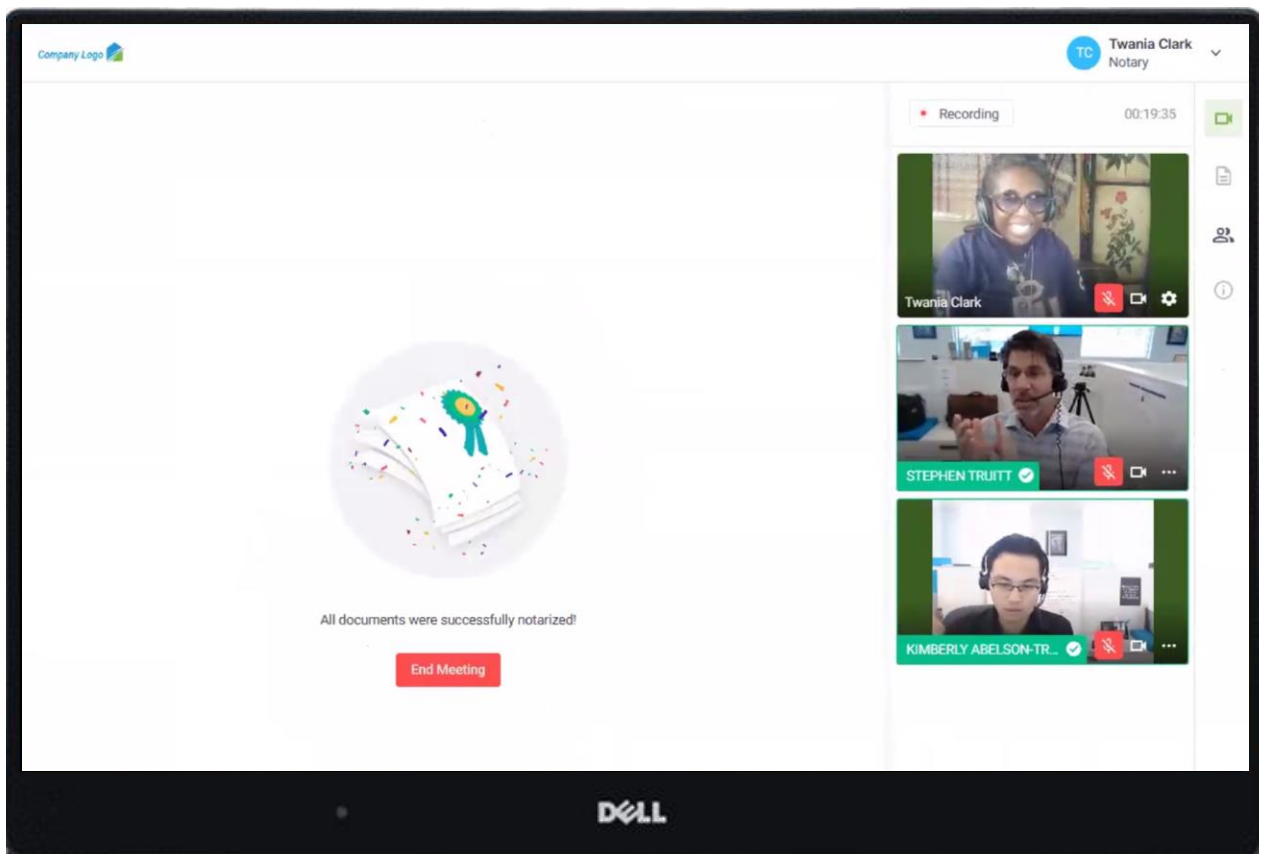 Company Logo
TC
Twania Clark
Notary
Recording
00:19:35
Twania Clark
STEPHEN TRUITT
KIMBERLY ABELSON-TR...
All documents were successfully notarized!
End Meeting
DELL